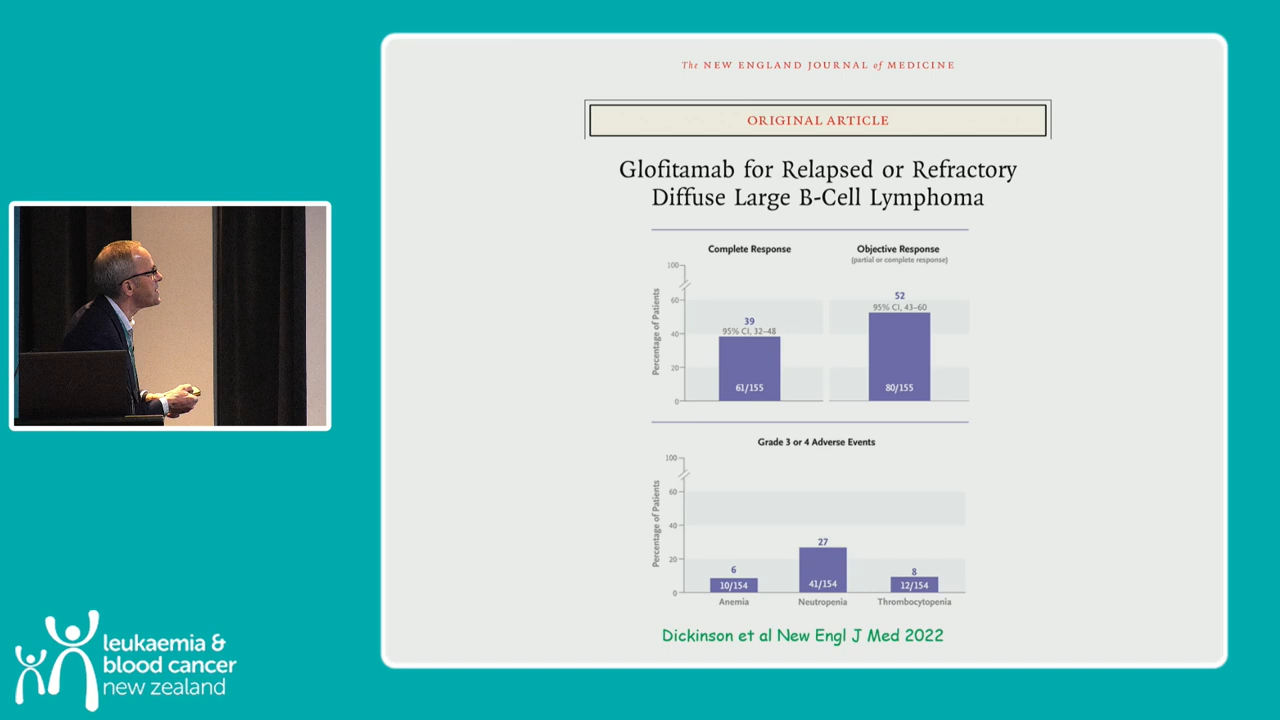 The NEW ENGLAND JOURNAL of MEDICINE
ORIGINAL ARTICLE
Glofitamab for Relapsed or Refractory
Diffuse Large B-Cell Lymphoma
Complete Response
Objective Response
(partial or complete response)
Percentage of Patients
100
60
40
20
0
39
95% CI, 32–48
61/155
52
95% CI, 43–60
80/155
Grade 3 or 4 Adverse Events
Percentage of Patients
100
60
40
20
0
6
10/154
Anemia
27
41/154
Neutropenia
8
12/154
Thrombocytopenia
Dickinson et al New Engl J Med 2022
leukaemia &
blood cancer
new zealand